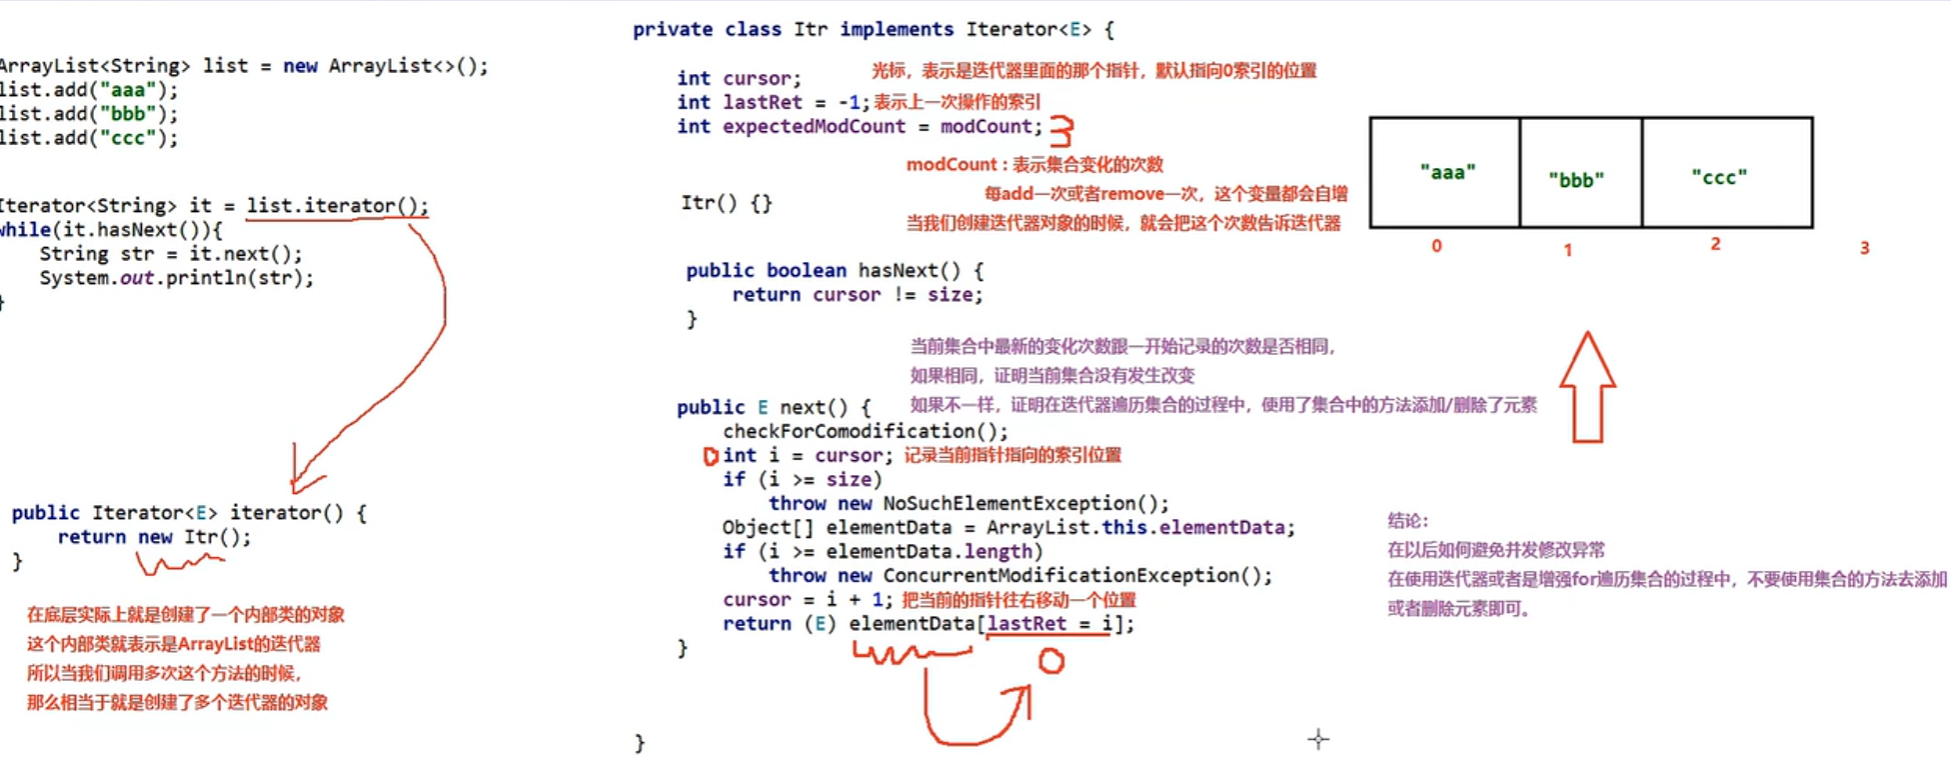 ArrayList<String> list = new ArrayList<>();
list.add("aaa");
list.add("bbb");
list.add("ccc");
Iterator<String> it = list.iterator();
while(it.hasNext()){
String str = it.next();
System.out.println(str);
}
public Iterator<E> iterator() {
return new Itr();
}
在底层实际上就是创建了一个内部类的对象
这个内部类就表示是ArrayList的迭代器
所以当我们调用多次这个方法的时候，
那么相当于就是创建了多个迭代器的对象
private class Itr implements Iterator<E> {
int cursor; 光标，表示是迭代器里面的那个指针，默认指向0索引的位置
int lastRet = -1; 表示上一次操作的索引
int expectedModCount = modCount; 3
modCount：表示集合变化的次数
每add一次或者remove一次，这个变量都会自增
Itr() {}
当我们创建迭代器对象的时候，就会把这个次数告诉迭代器
public boolean hasNext() {
return cursor != size;
}
当前集合中最新的变化次数跟一开始记录的次数是否相同，
如果相同，证明当前集合没有发生改变
如果不一样，证明在迭代器遍历集合的过程中，使用了集合中的方法添加/删除了元素
public E next() {
checkForComodification();
0 int i = cursor; 记录当前指针指向的索引位置
if (i >= size)
throw new NoSuchElementException();
Object[] elementData = ArrayList.this.elementData;
if (i >= elementData.length)
throw new ConcurrentModificationException();
cursor = i + 1; 把当前的指针往右移动一个位置
return (E) elementData[lastRet = i];
}
0
}
"aaa" "bbb" "ccc"
0 1 2 3
结论：
在以后如何避免并发修改异常
在使用迭代器或者是增强for遍历集合的过程中，不要使用集合的方法去添加
或者删除元素即可。